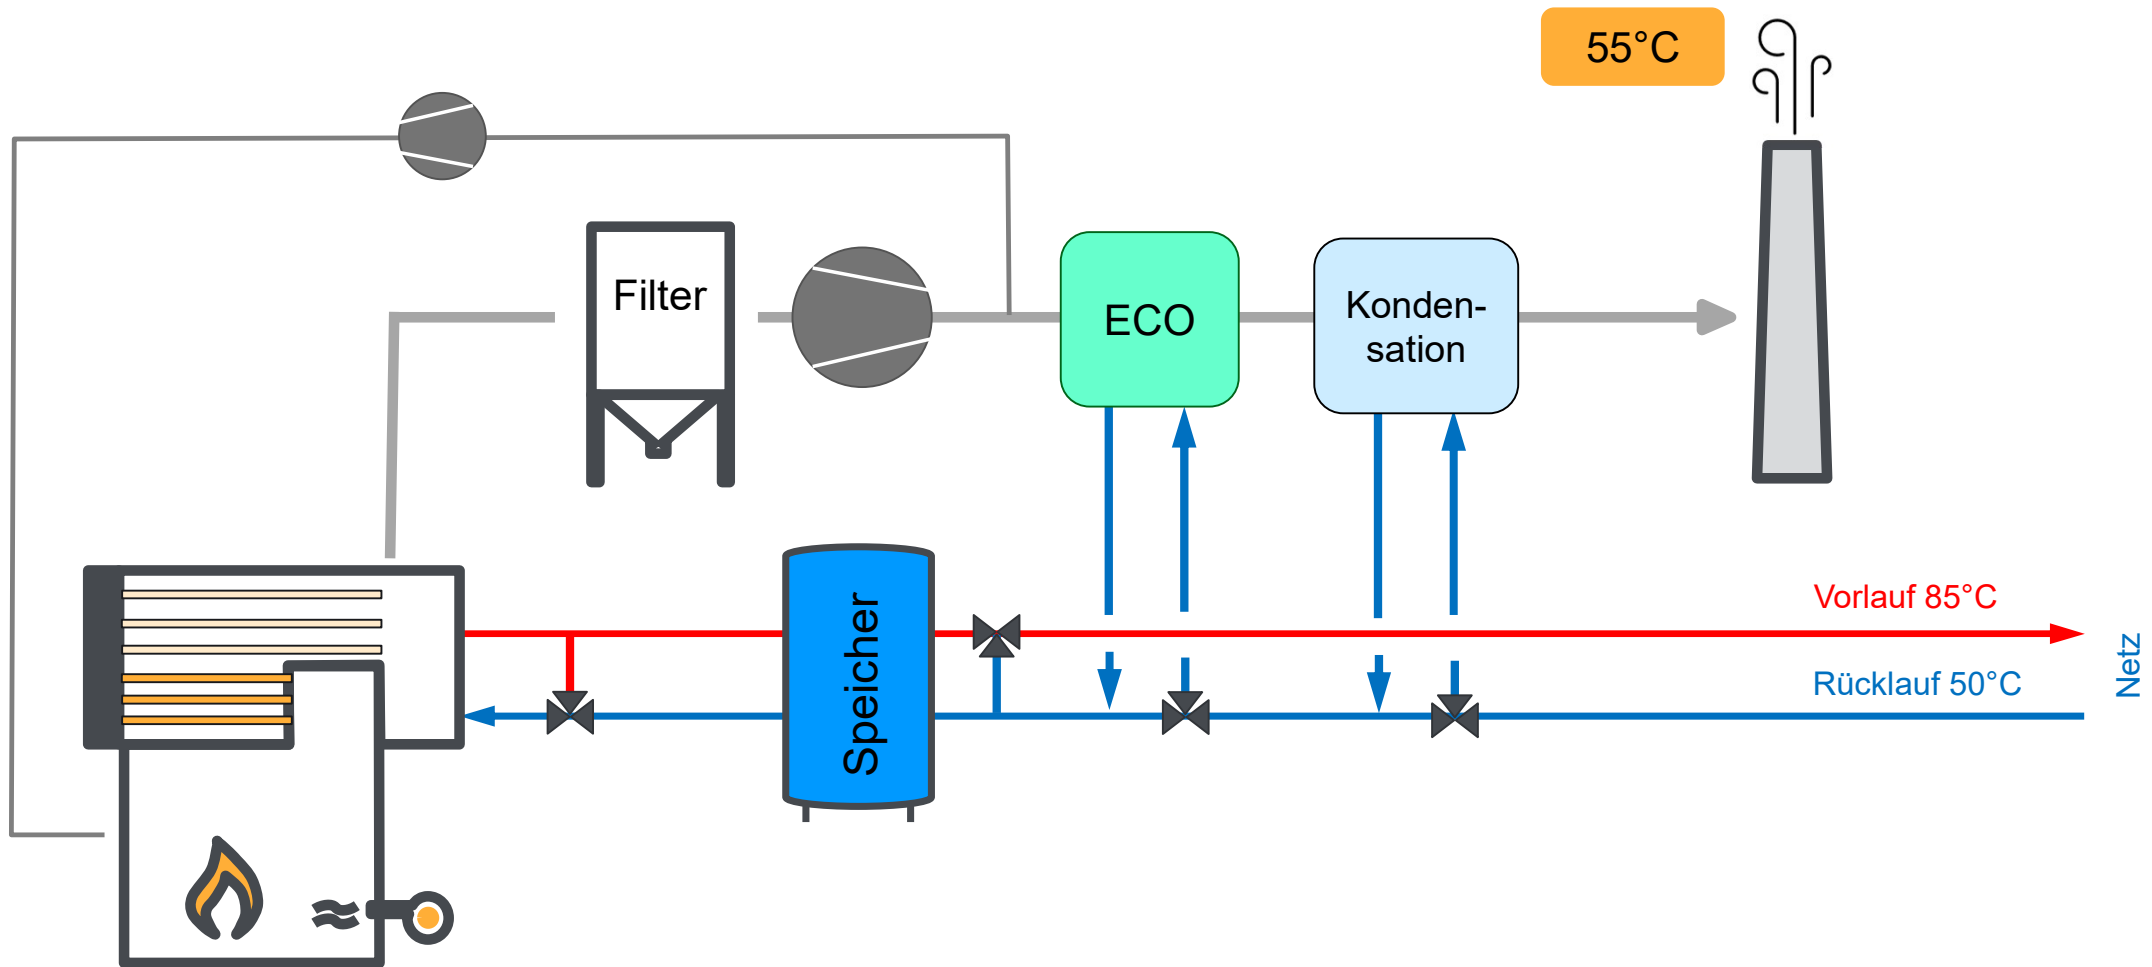 55°C
Filter
ECO
Konden-
sation
Speicher
Vorlauf 85°C
Rücklauf 50°C
Netz